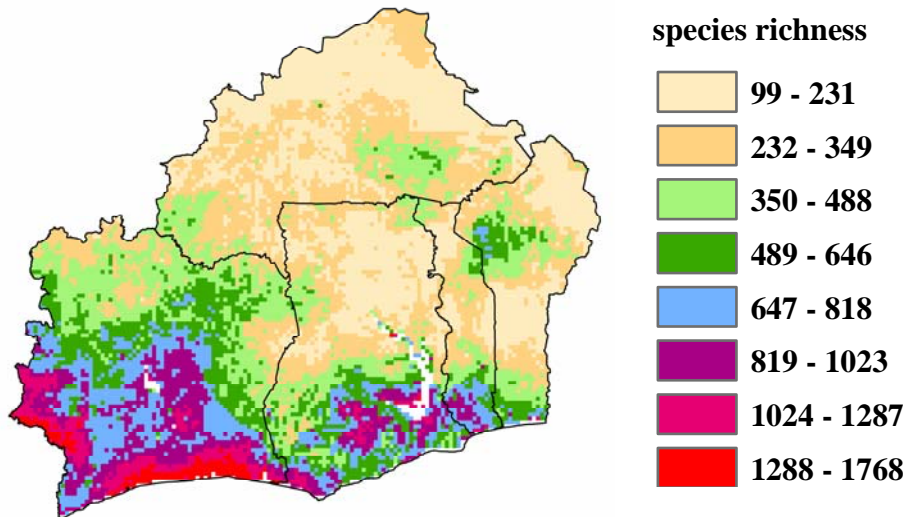 species richness
99 - 231
232 - 349
350 - 488
489 - 646
647 - 818
819 - 1023
1024 - 1287
1288 - 1768